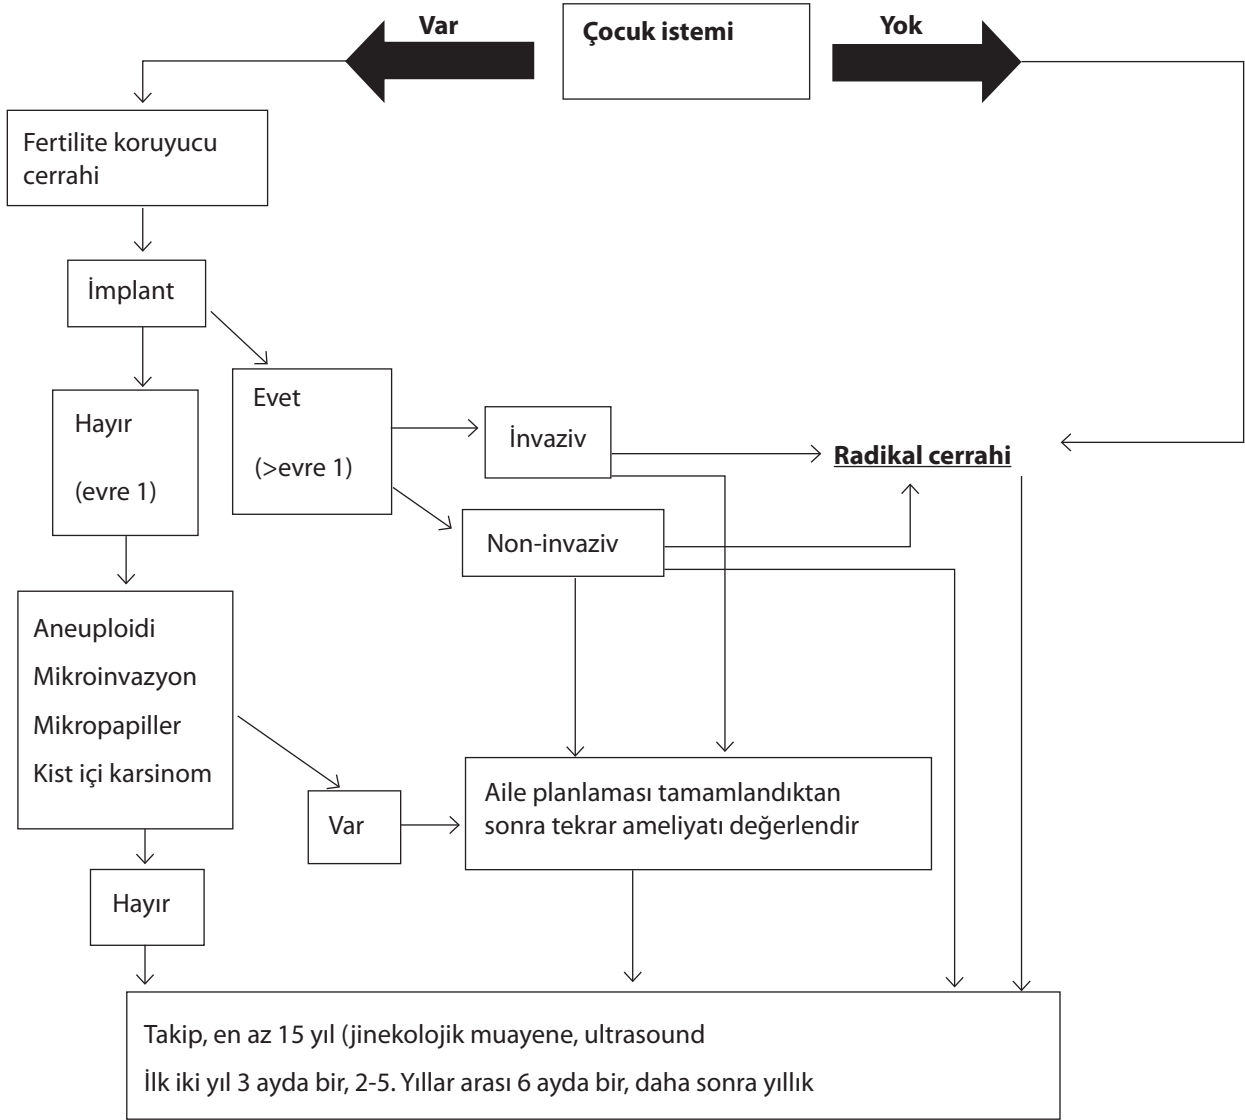 Var
Çocuk istemi
Yok
Fertilite koruyucu
cerrahi
İmplant
Hayır
(evre 1)
Evet
(>evre 1)
İnvaziv
Non-invaziv
Radikal cerrahi
Aneuploidi
Mikroinvazyon
Mikropapiller
Kist içi karsinom
Var
Aile planlaması tamamlandıktan
sonra tekrar ameliyatı değerlendir
Hayır
Takip, en az 15 yıl (jinekolojik muayene, ultrasound
İlk iki yıl 3 ayda bir, 2-5. Yıllar arası 6 ayda bir, daha sonra yıllık